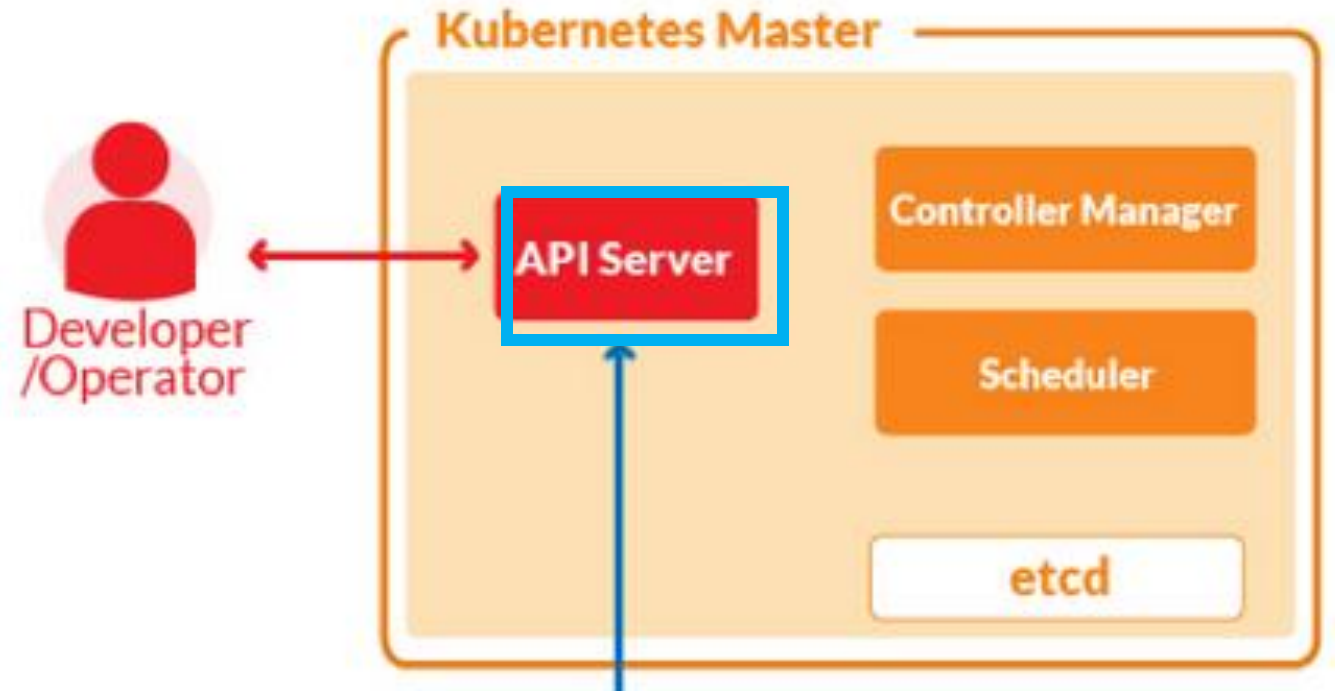 Kubernetes Master
Controller Manager
API Server
Developer
/Operator
Scheduler
etcd